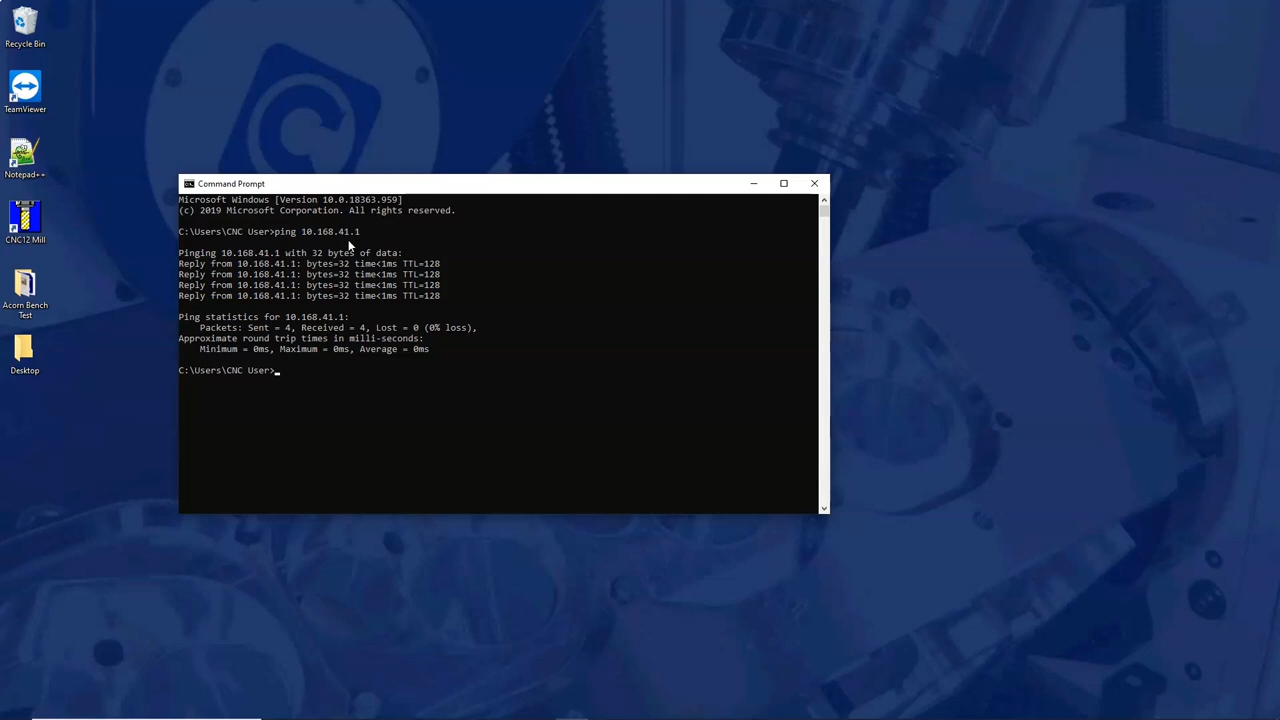 Recycle Bin
TeamViewer
Notepad++
CNC12 Mill
Acorn Bench
Test
Desktop
Command Prompt
Microsoft Windows [Version 10.0.18363.959]
(c) 2019 Microsoft Corporation. All rights reserved.
C:\Users\CNC User>ping 10.168.41.1
Pinging 10.168.41.1 with 32 bytes of data:
Reply from 10.168.41.1: bytes=32 time<1ms TTL=128
Reply from 10.168.41.1: bytes=32 time<1ms TTL=128
Reply from 10.168.41.1: bytes=32 time<1ms TTL=128
Reply from 10.168.41.1: bytes=32 time<1ms TTL=128
Ping statistics for 10.168.41.1:
Packets: Sent = 4, Received = 4, Lost = 0 (0% loss),
Approximate round trip times in milli-seconds:
Minimum = 0ms, Maximum = 0ms, Average = 0ms
C:\Users\CNC User>